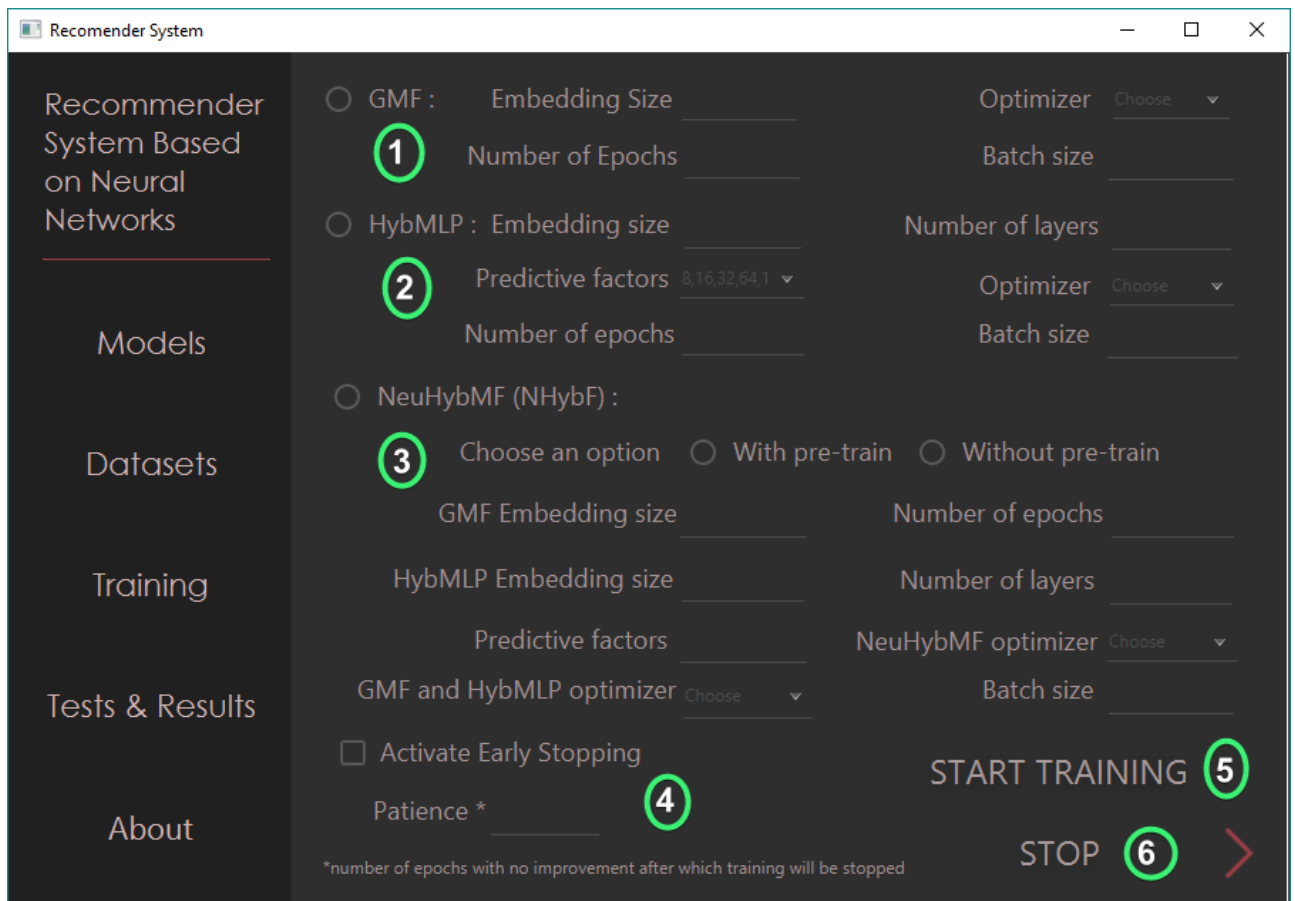 Recomender System
Recommender
System Based
on Neural
Networks
Models
Datasets
Training
Tests & Results
About
GMF : Embedding Size Optimizer Choose
1 Number of Epochs Batch size
HybMLP : Embedding size Number of layers
2 Predictive factors 8,16,32,64,1 Optimizer Choose
Number of epochs Batch size
NeuHybMF (NHybF) :
3 Choose an option With pre-train Without pre-train
GMF Embedding size Number of epochs
HybMLP Embedding size Number of layers
Predictive factors NeuHybMF optimizer Choose
GMF and HybMLP optimizer Choose Batch size
Activate Early Stopping
START TRAINING 5
Patience * 4
STOP 6
*number of epochs with no improvement after which training will be stopped